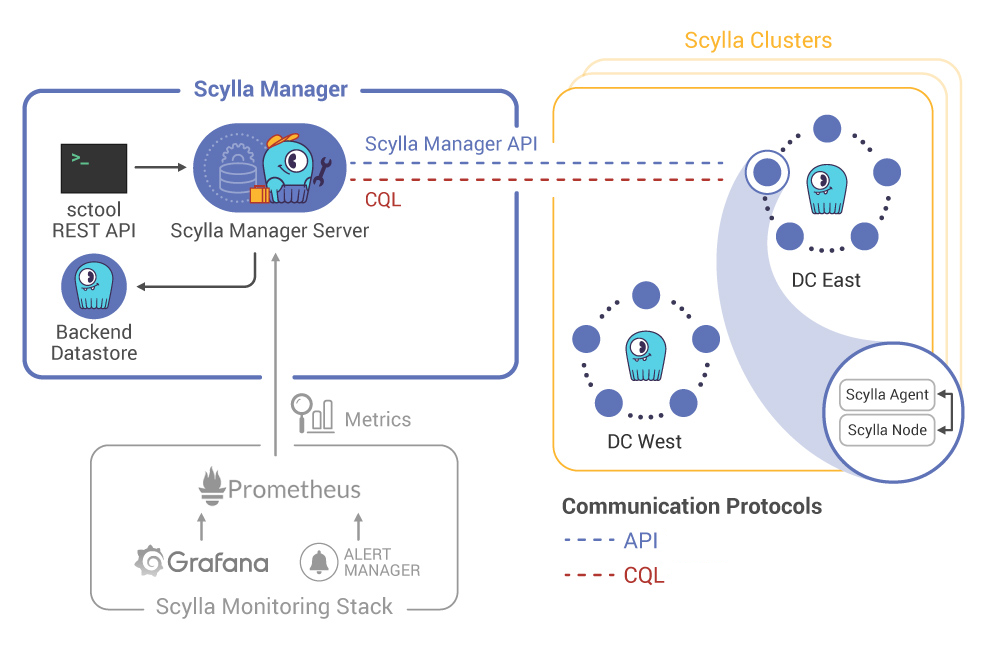 Scylla Clusters
Scylla Manager
>_
Scylla Manager API
CQL
sctool
REST API
Scylla Manager Server
Backend
Datastore
DC East
DC West
Scylla Agent
Scylla Node
Metrics
Prometheus
Grafana
ALERT
MANAGER
Scylla Monitoring Stack
Communication Protocols
API
CQL